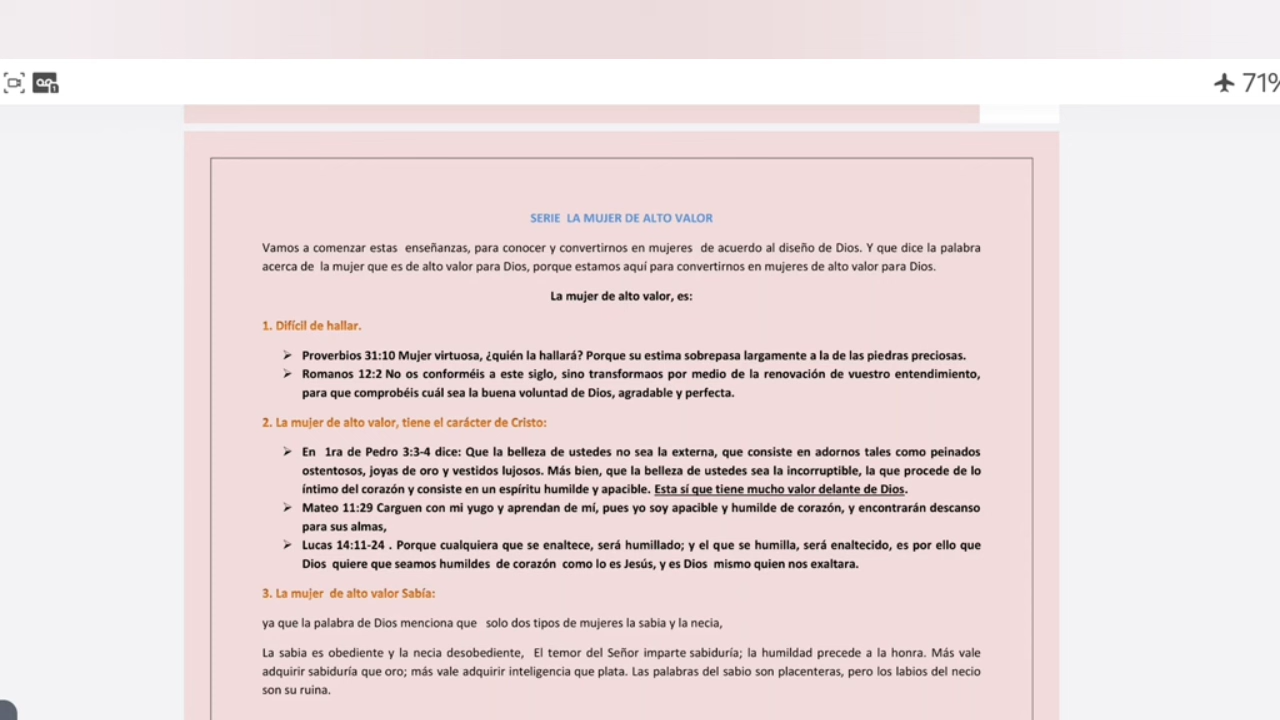 71%
SERIE LA MUJER DE ALTO VALOR
Vamos a comenzar estas enseñanzas, para conocer y convertirnos en mujeres de acuerdo al diseño de Dios. Y que dice la palabra
acerca de la mujer que es de alto valor para Dios, porque estamos aquí para convertirnos en mujeres de alto valor para Dios.
La mujer de alto valor, es:
1. Difícil de hallar.
➢ Proverbios 31:10 Mujer virtuosa, ¿quién la hallará? Porque su estima sobrepasa largamente a la de las piedras preciosas.
➢ Romanos 12:2 No os conforméis a este siglo, sino transformaos por medio de la renovación de vuestro entendimiento,
para que comprobéis cuál sea la buena voluntad de Dios, agradable y perfecta.
2. La mujer de alto valor, tiene el carácter de Cristo:
➢ En 1ra de Pedro 3:3-4 dice: Que la belleza de ustedes no sea la externa, que consiste en adornos tales como peinados
ostentosos, joyas de oro y vestidos lujosos. Más bien, que la belleza de ustedes sea la incorruptible, la que procede de lo
íntimo del corazón y consiste en un espíritu humilde y apacible. Esta sí que tiene mucho valor delante de Dios.
➢ Mateo 11:29 Carguen con mi yugo y aprendan de mí, pues yo soy apacible y humilde de corazón, y encontrarán descanso
para sus almas,
➢ Lucas 14:11-24 . Porque cualquiera que se enaltece, será humillado; y el que se humilla, será enaltecido, es por ello que
Dios quiere que seamos humildes de corazón como lo es Jesús, y es Dios mismo quien nos exaltara.
3. La mujer de alto valor Sabía:
ya que la palabra de Dios menciona que solo dos tipos de mujeres la sabia y la necia,
La sabia es obediente y la necia desobediente, El temor del Señor imparte sabiduría; la humildad precede a la honra. Más vale
adquirir sabiduría que oro; más vale adquirir inteligencia que plata. Las palabras del sabio son placenteras, pero los labios del necio
son su ruina.